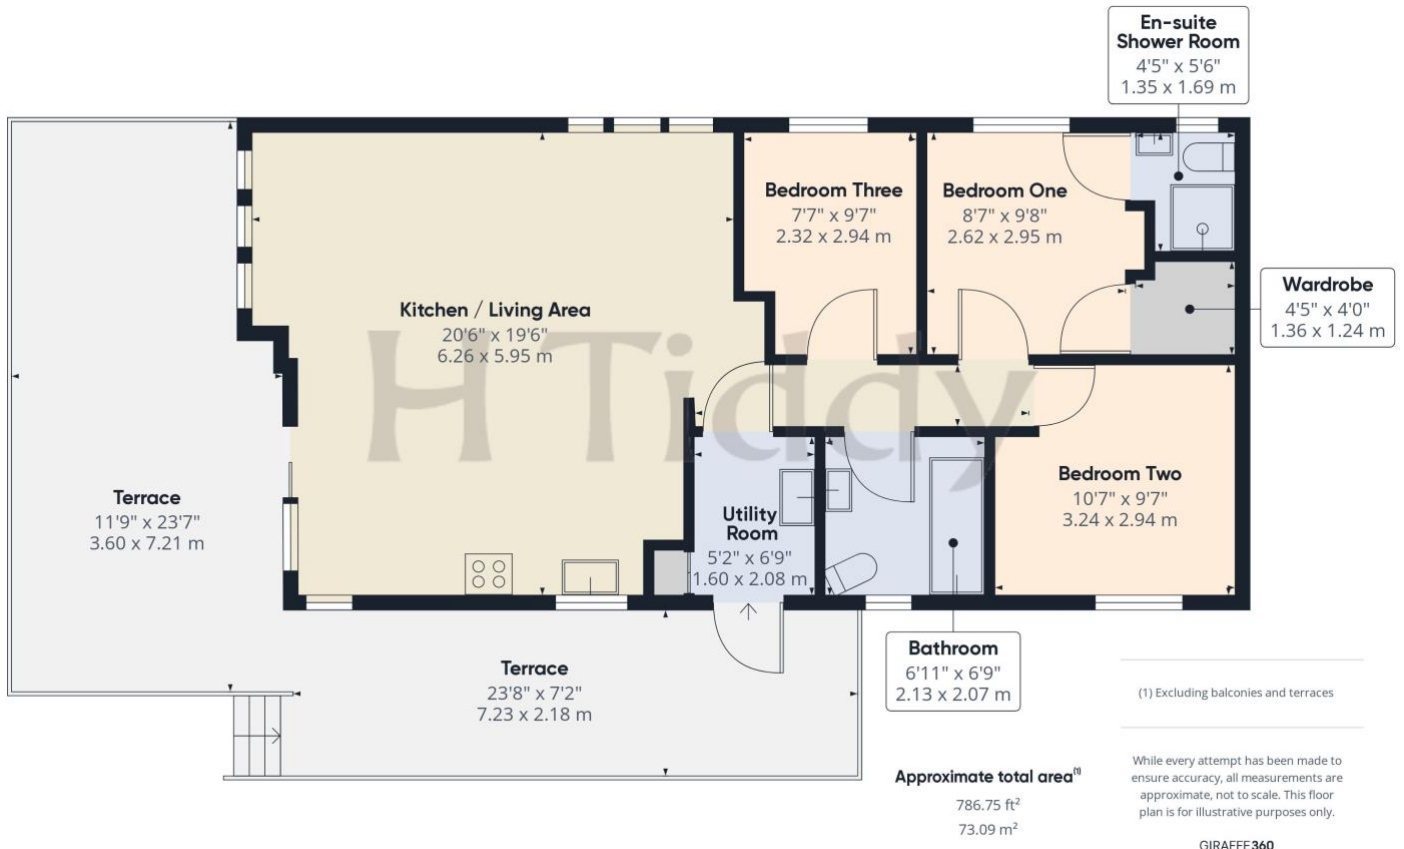 En-suite
Shower Room
4'5" x 5'6"
1.35 x 1.69 m
Bedroom Three
7'7" x 9'7"
2.32 x 2.94 m
Bedroom One
8'7" x 9'8"
2.62 x 2.95 m
Wardrobe
4'5" x 4'0"
1.36 x 1.24 m
Kitchen / Living Area
20'6" x 19'6"
6.26 x 5.95 m
H Tiddy
Terrace
11'9" x 23'7"
3.60 x 7.21 m
Utility
Room
5'2" x 6'9"
1.60 x 2.08 m
Bedroom Two
10'7" x 9'7"
3.24 x 2.94 m
Terrace
23'8" x 7'2"
7.23 x 2.18 m
Bathroom
6'11" x 6'9"
2.13 x 2.07 m
(1) Excluding balconies and terraces
Approximate total area(1)
786.75 ft²
73.09 m²
While every attempt has been made to
ensure accuracy, all measurements are
approximate, not to scale. This floor
plan is for illustrative purposes only.
GIRAFFE360